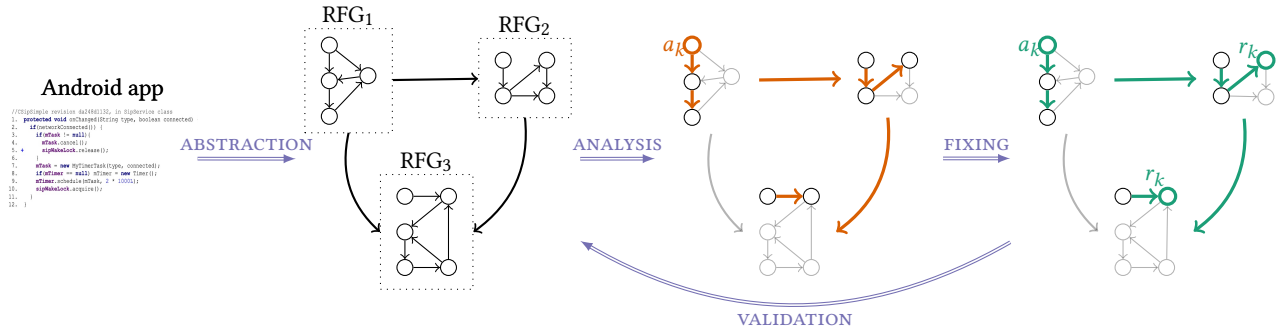 RFG1
RFG2
RFG3
Android app
//ChipSimple revision da248d1132, in SipService class
1. protected void onChanged(String type, boolean connected)
2. if(networkConnected()) {
3. if(mTask != null){
4. mTask.cancel();
5. + sipWakeLock.release();
6. }
7. mTask = new MyTimerTask(type, connected);
8. if(mTimer == null) mTimer = new Timer();
9. mTimer.schedule(mTask, 2 * 1000L);
10. sipWakeLock.acquire();
11. }
12. }
ABSTRACTION
ANALYSIS
FIXING
VALIDATION
ak
ak
rk
rk